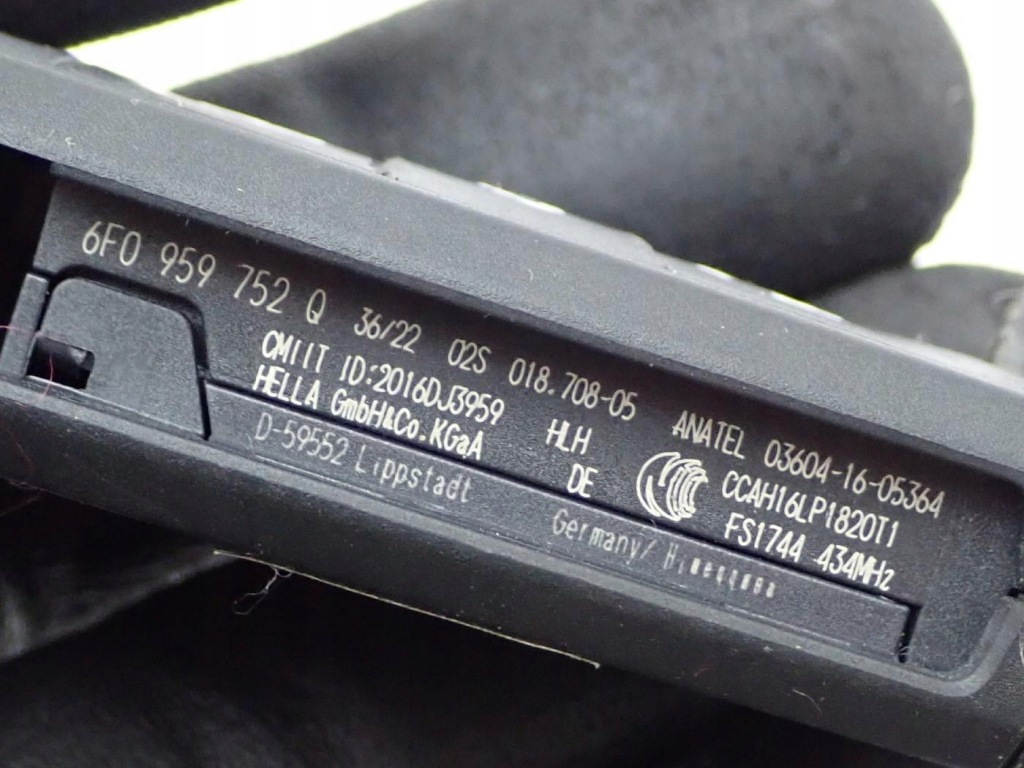 6F0 959 752 Q 36/22 02S 018.708-05 ANATEL 03604-16-05364
CMIIT ID:2016DJ3959 HLH CCAH16LP1820T1
HELLA GmbH&Co.KGaA DE FS1744 434MHz
D-59552 Lippstadt Germany/